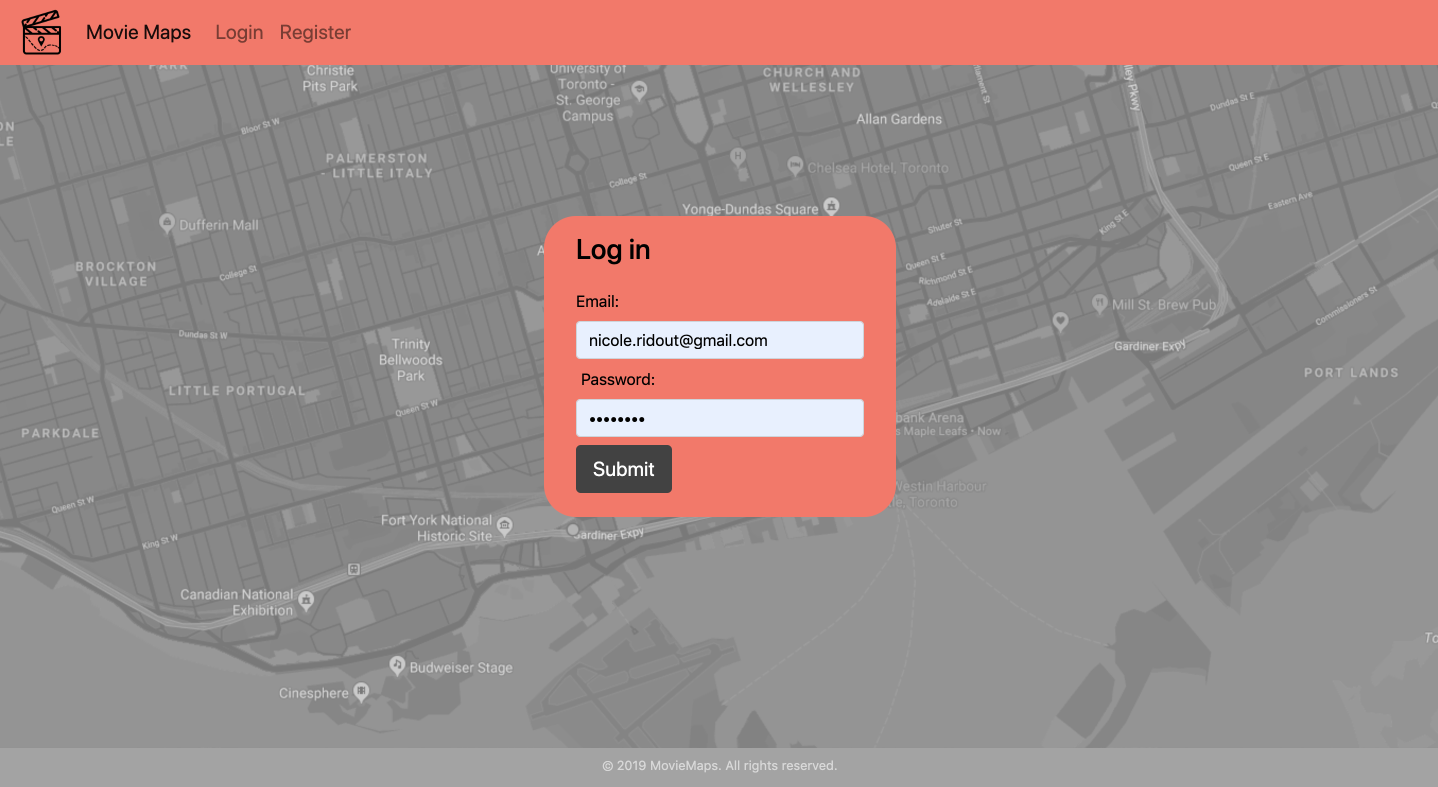 Movie Maps Login Register
PARK
Christie
Pits Park
University of
Toronto -
St. George
Campus
CHURCH AND
WELLESLEY
Pkwy
Dundas St E
Bloor St W
Allan Gardens
PALMERSTON
- LITTLE ITALY
Chelsea Hotel, Toronto
Queen St E
College St
Eastern Ave
Yonge-Dundas Square
King St E
Dufferin Mall
Shuter St
BROCKTON
VILLAGE
College St
Queen St E
Richmond St E
Adelaide St E
Mill St. Brew Pub
Commissioners St
Dundas St W
Trinity
Bellwoods
Park
Gardiner Expy
PORT LANDS
LITTLE PORTUGAL
Queen St W
PARKDALE
bank Arena
s Maple Leafs • Now
Log in
Email:
nicole.ridout@gmail.com
Password:
••••••••
Submit
Westin Harbour
le, Toronto
Queen St W
King St W
Fort York National
Historic Site
Gardiner Expy
Canadian National
Exhibition
Budweiser Stage
Cinesphere
To
© 2019 MovieMaps. All rights reserved.